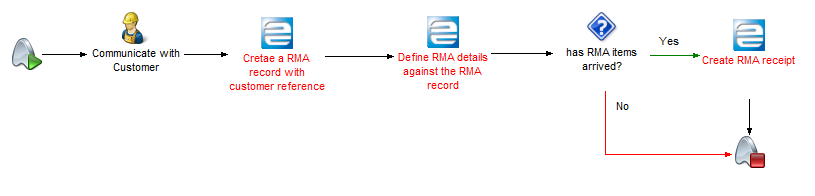 Communicate with
Customer
Cretae a RMA
record with
customer reference
Define RMA details
against the RMA
record
has RMA items
arrived?
Yes
No
Create RMA receipt